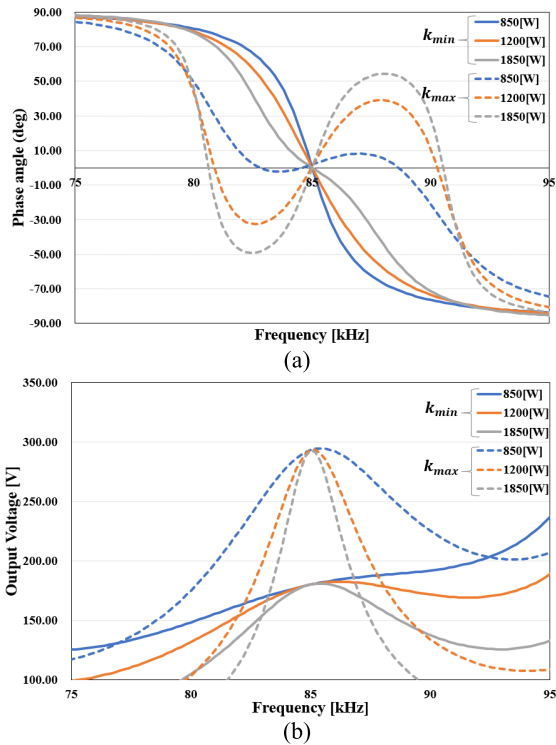 90.00
70.00
50.00
30.00
10.00
-10.00
-30.00
-50.00
-70.00
-90.00
Phase angle (deg)
75
80
85
90
95
Frequency [kHz]
k_min
850[W]
1200[W]
1850[W]
k_max
850[W]
1200[W]
1850[W]
(a)
350.00
300.00
250.00
200.00
150.00
100.00
Output Voltage [V]
75
80
85
90
95
Frequency [kHz]
k_min
850[W]
1200[W]
1850[W]
k_max
850[W]
1200[W]
1850[W]
(b)